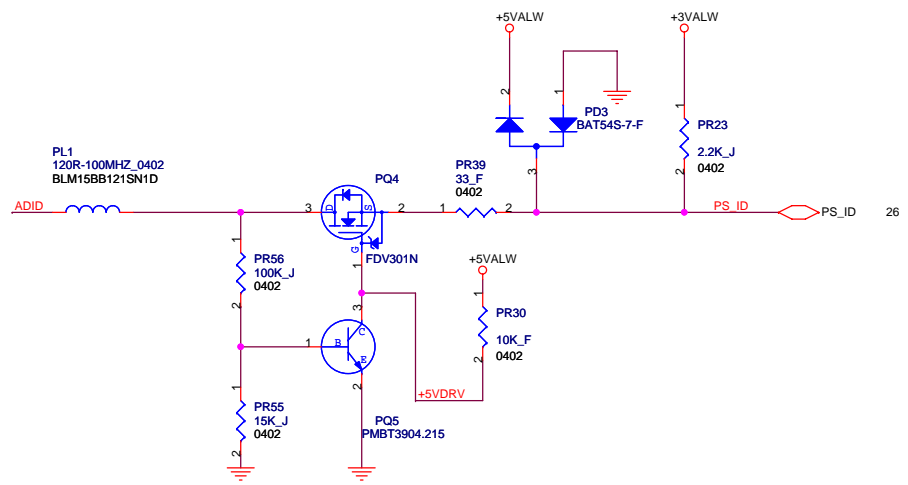 +5VALW
+3VALW
2
1
PD3
BAT54S-7-F
1
PR23
2.2K_J
0402
2
3
PL1
120R-100MHZ_0402
BLM15BB121SN1D
ADID
PQ4
3
D
S
2
G
FDV301N
1
PR39
33_F
0402
1
2
PS_ID
PS_ID
26
1
PR56
100K_J
0402
2
+5VALW
1
PR30
10K_F
0402
2
3
C
1
B
E
2
+5VDRV
PQ5
PMBT3904.215
1
PR55
15K_J
0402
2